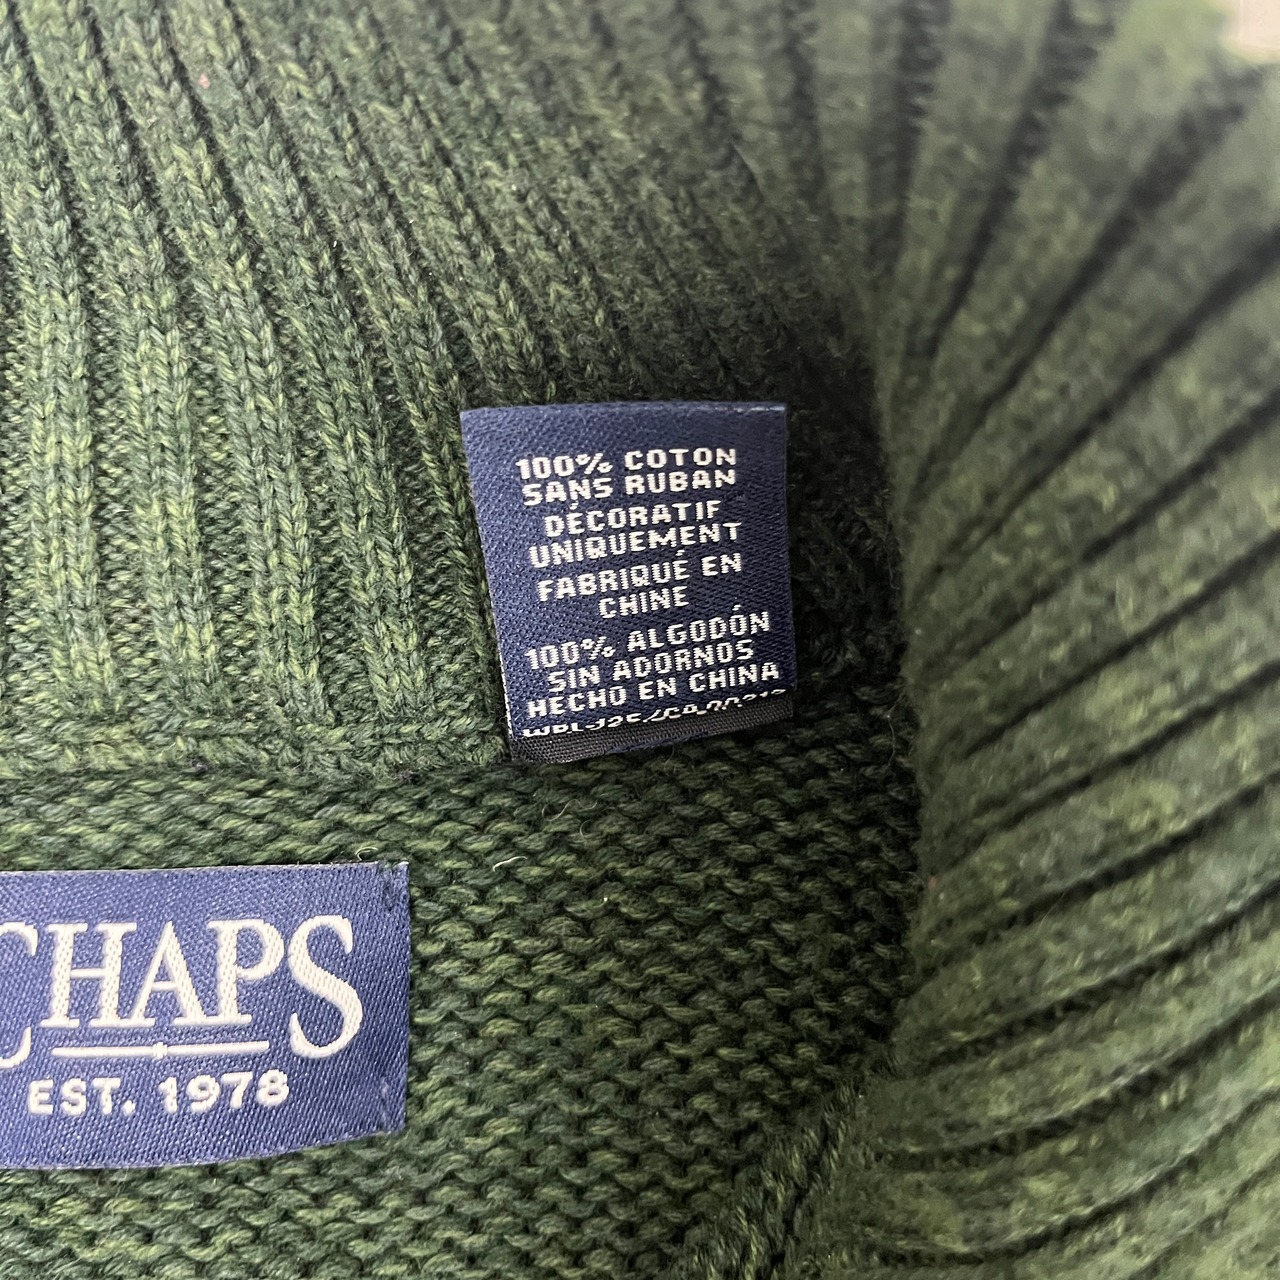 100% COTON
SANS RUBAN
DÉCORATIF
UNIQUEMENT
FABRIQUÉ EN
CHINE
100% ALGODÓN
SIN ADORNOS
HECHO EN CHINA
CHAPS
EST. 1978